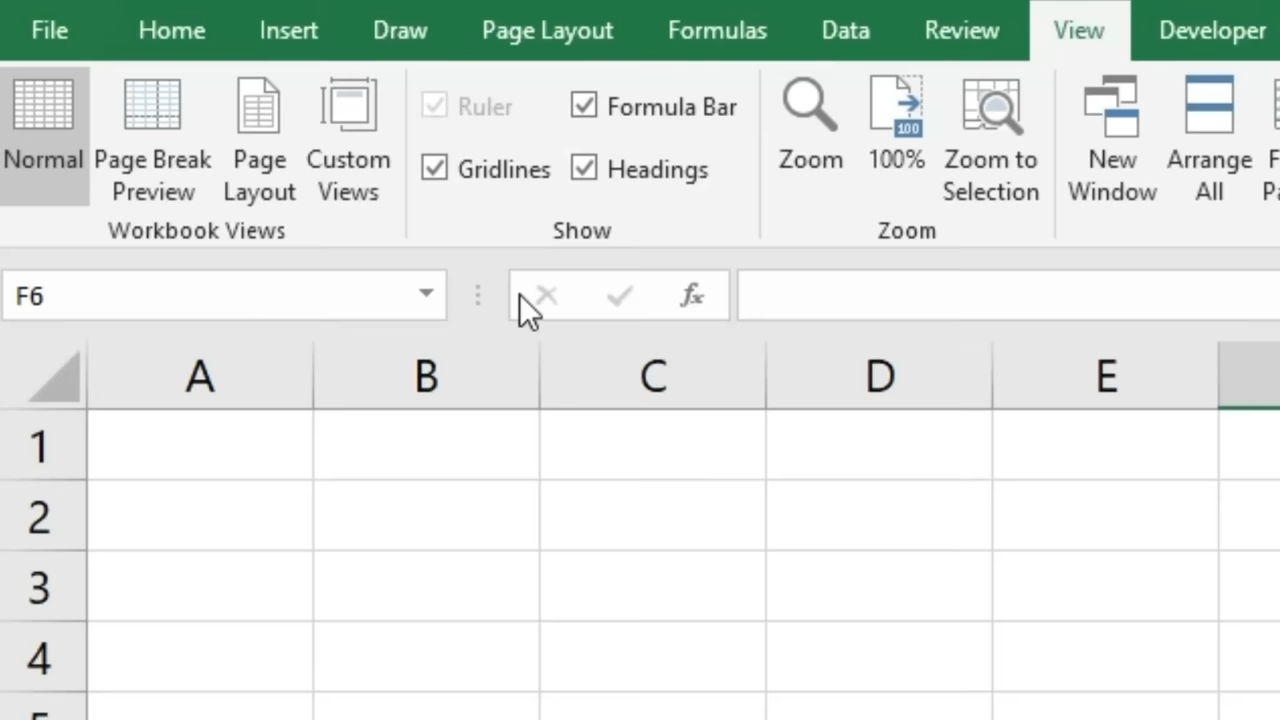 File Home Insert Draw Page Layout Formulas Data Review View Developer
Ruler Formula Bar
100
Normal Page Break Preview Page Layout Custom Views Gridlines Headings Zoom 100% Zoom to Selection New Window Arrange All
Workbook Views Show Zoom
F6 fx
A B C D E
1
2
3
4